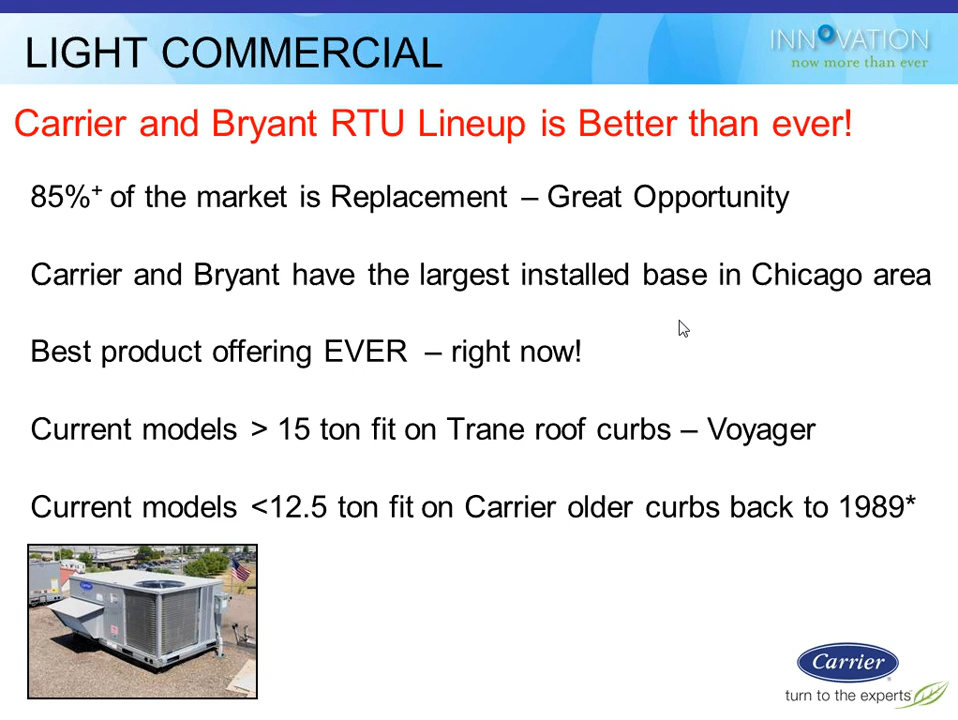 LIGHT COMMERCIAL
INNOVATION
now more than ever
Carrier and Bryant RTU Lineup is Better than ever!
85%+ of the market is Replacement – Great Opportunity
Carrier and Bryant have the largest installed base in Chicago area
Best product offering EVER – right now!
Current models > 15 ton fit on Trane roof curbs – Voyager
Current models <12.5 ton fit on Carrier older curbs back to 1989*
Carrier
Carrier
turn to the experts